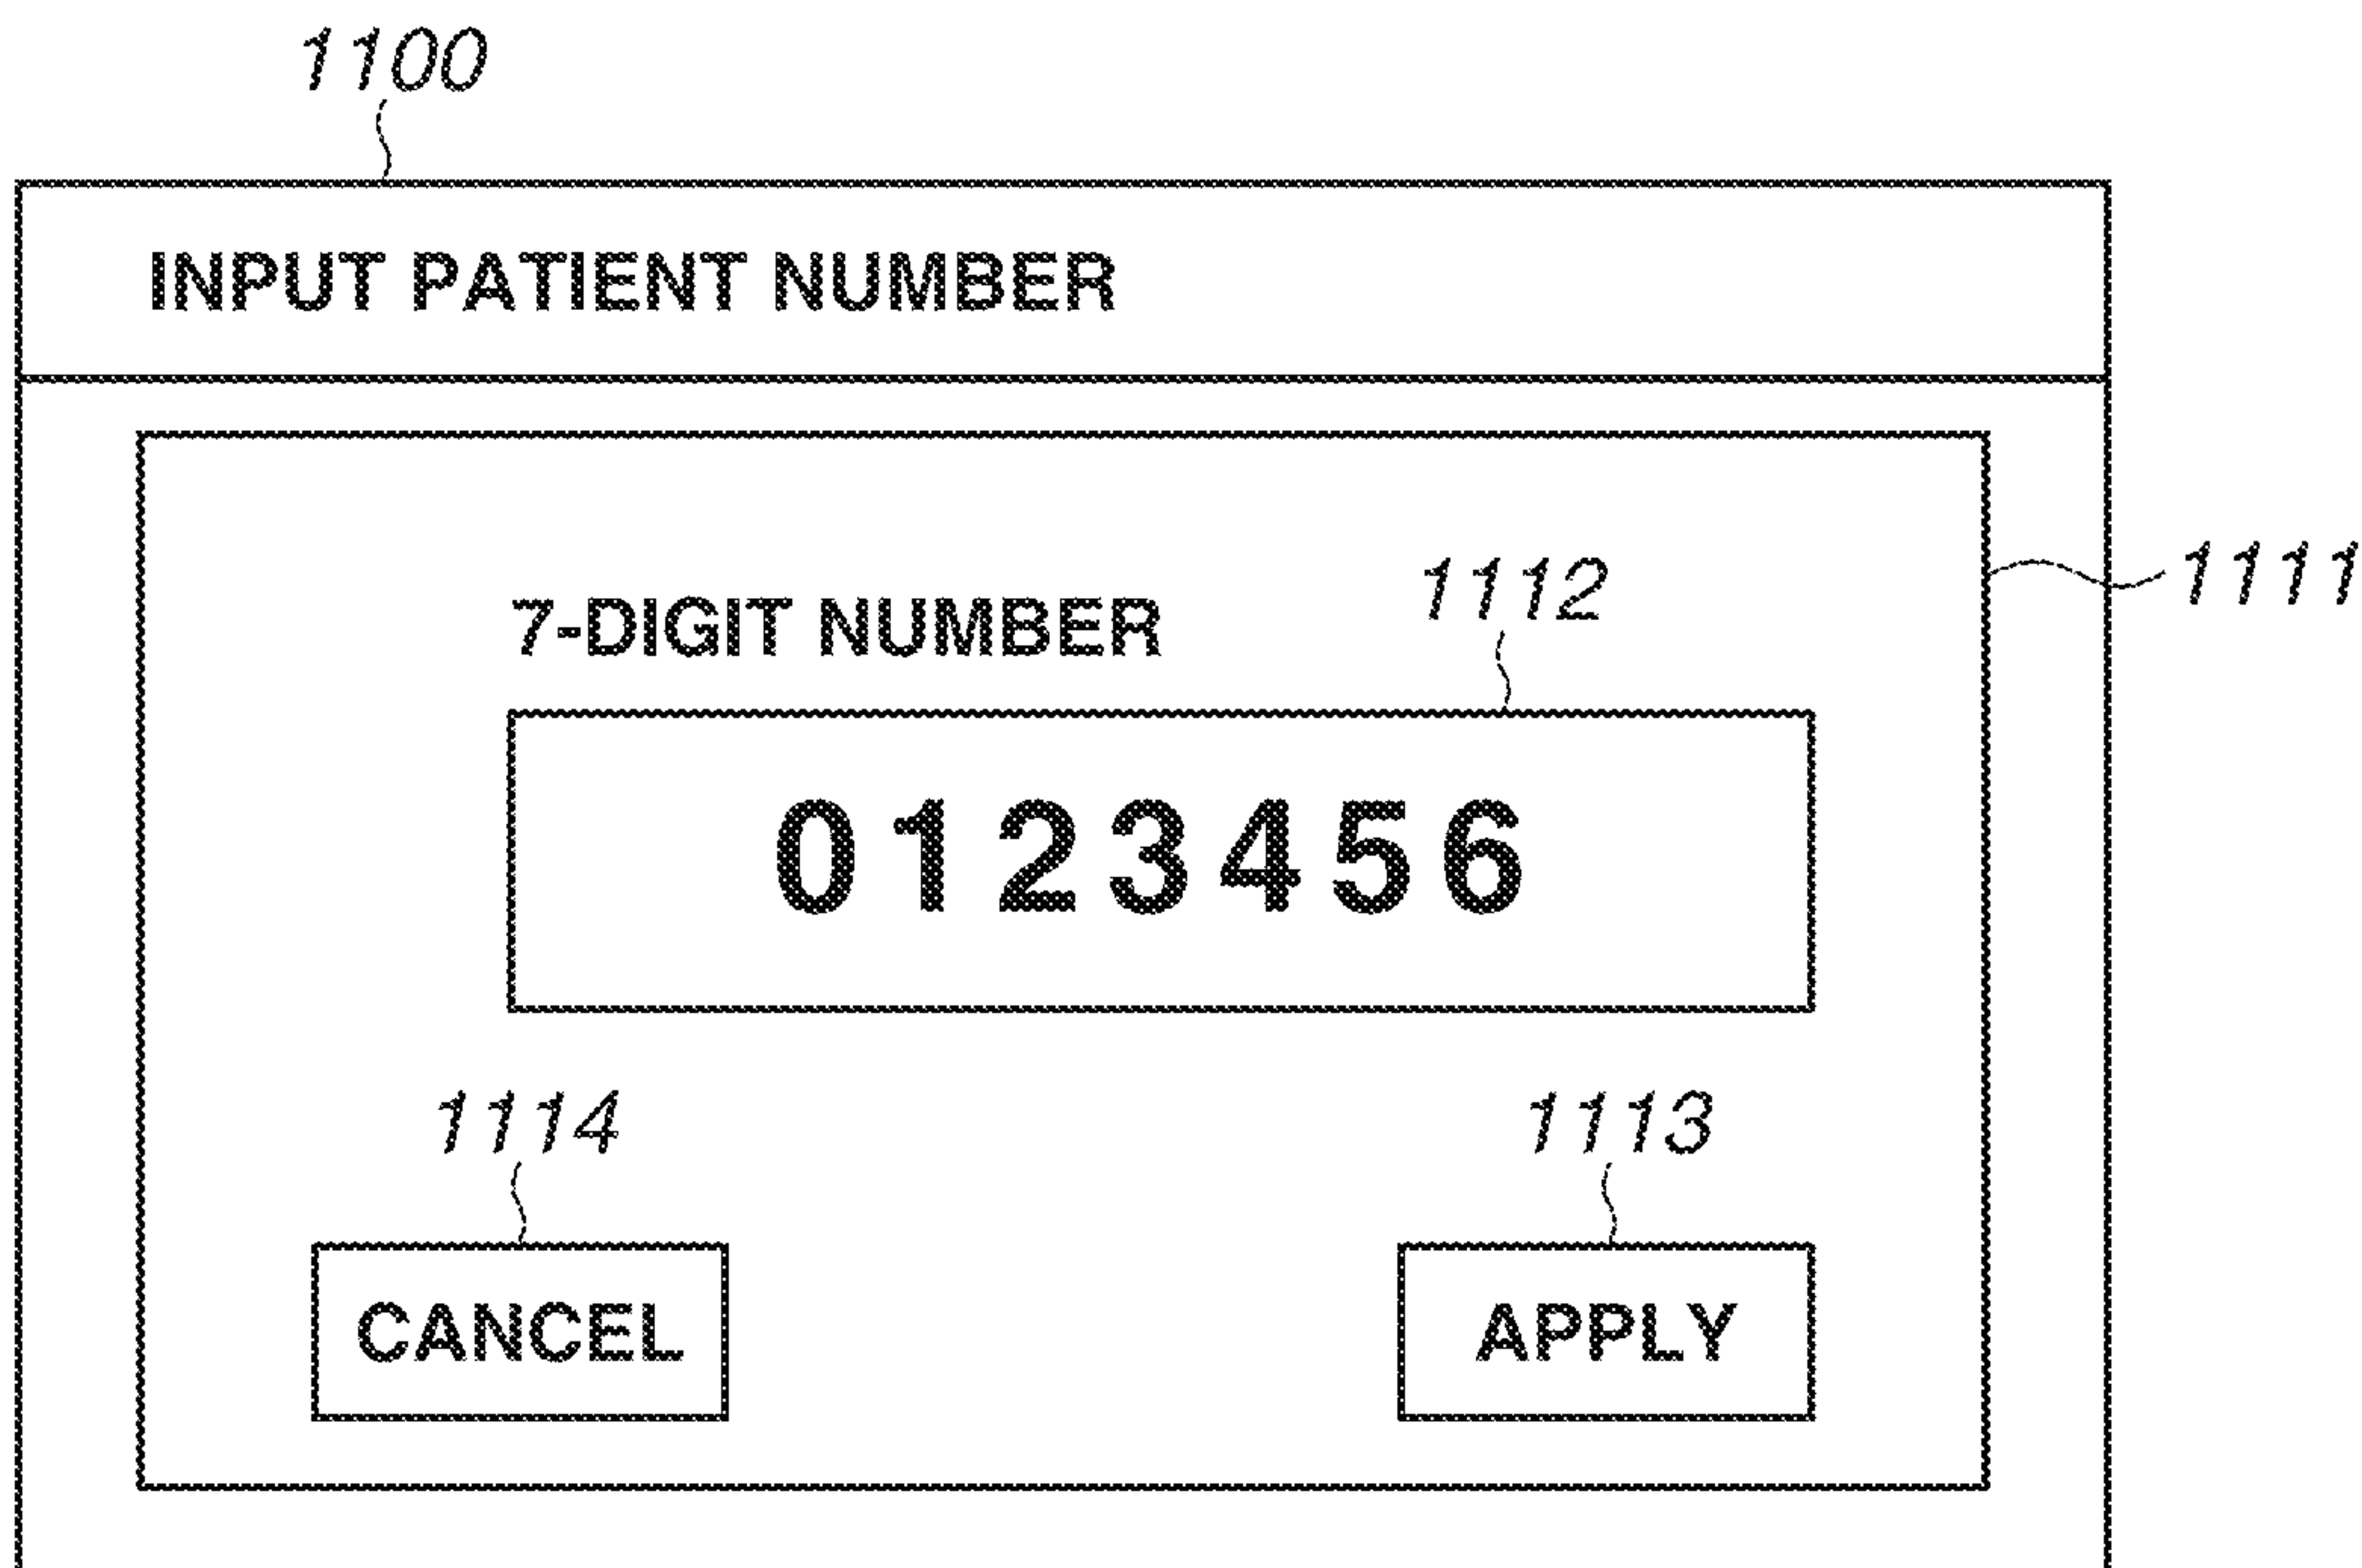 1100
INPUT PATIENT NUMBER
1111
1112
7-DIGIT NUMBER
0123456
1114
1113
CANCEL
APPLY